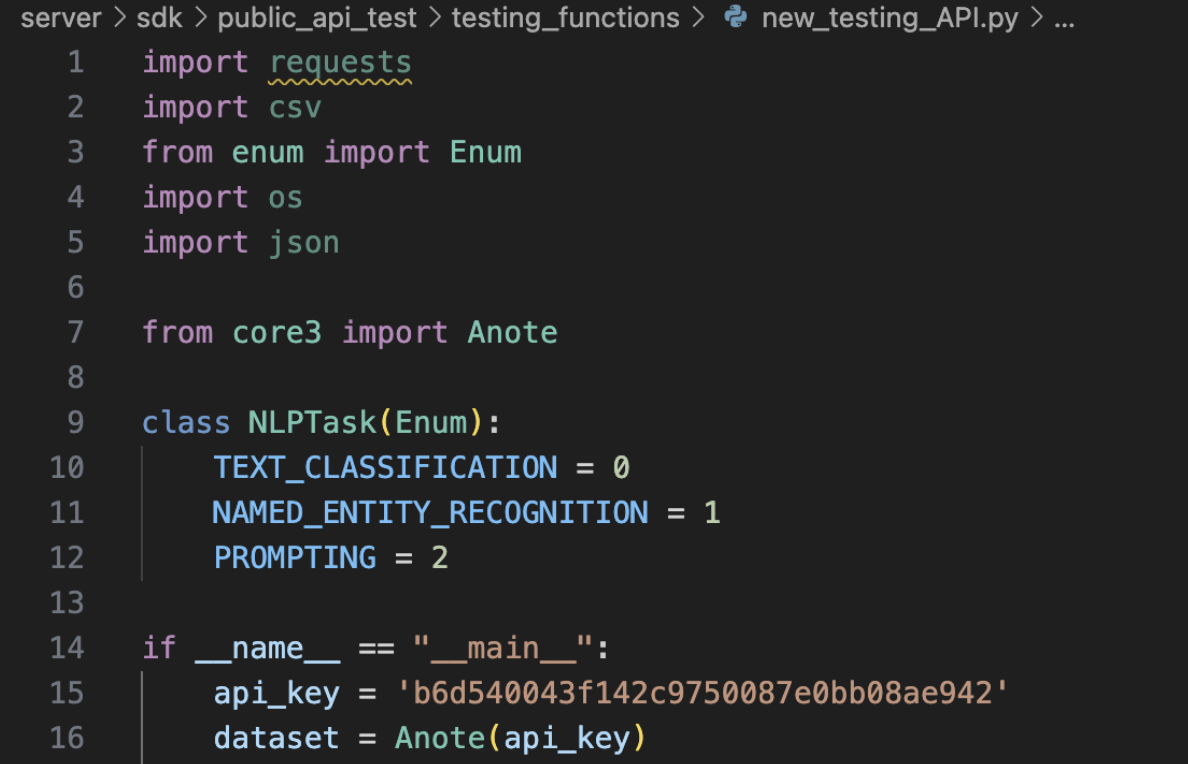 server > sdk > public_api_test > testing_functions > new_testing_API.py > ...
1 import requests
2 import csv
3 from enum import Enum
4 import os
5 import json
6
7 from core3 import Anote
8
9 class NLPTask(Enum):
10 TEXT_CLASSIFICATION = 0
11 NAMED_ENTITY_RECOGNITION = 1
12 PROMPTING = 2
13
14 if __name__ == "__main__":
15 api_key = 'b6d540043f142c9750087e0bb08ae942'
16 dataset = Anote(api_key)